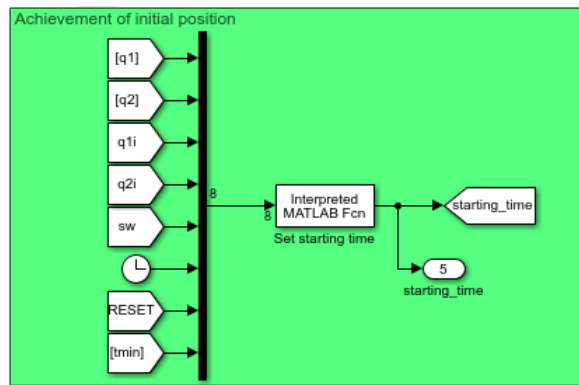 Achievement of initial position
[q1]
[q2]
q1i
q2i
sw
RESET
[tmin]
8
8
Interpreted
MATLAB Fcn
Set starting time
starting_time
5
starting_time